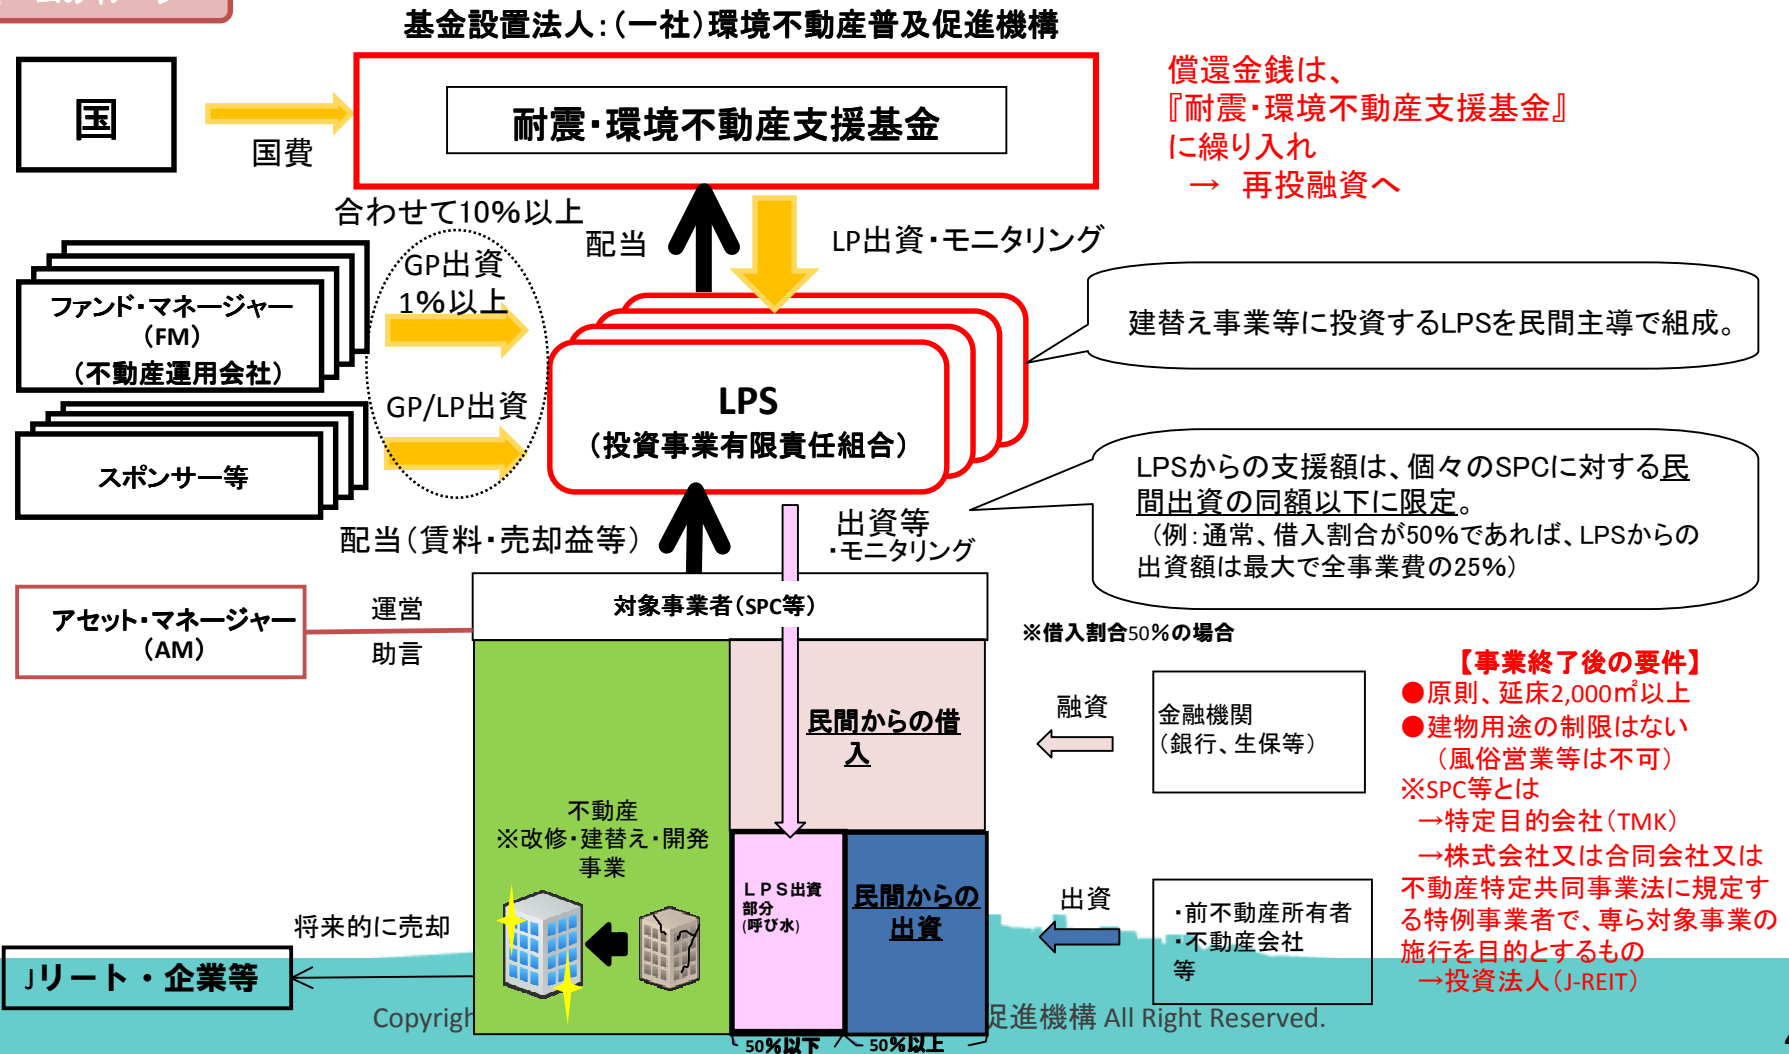 基金設置法人：（一社）環境不動産普及促進機構
国
国費
耐震・環境不動産支援基金
償還金銭は、
『耐震・環境不動産支援基金』
に繰り入れ
→ 再投融資へ
合わせて10%以上
配当
LP出資・モニタリング
GP出資
1%以上
ファンド・マネージャー
（FM）
（不動産運用会社）
GP/LP出資
スポンサー等
LPS
（投資事業有限責任組合）
建替え事業等に投資するLPSを民間主導で組成。
LPSからの支援額は、個々のSPCに対する民
間出資の同額以下に限定。
（例：通常、借入割合が50%であれば、LPSからの
出資額は最大で全事業費の25%）
配当（賃料・売却益等）
出資等
・モニタリング
アセット・マネージャー
（AM）
運営
助言
対象事業者（SPC等）
※借入割合50%の場合
民間からの借
入
融資
金融機関
（銀行、生保等）
不動産
※改修・建替え・開発
事業
ＬＰＳ出資
部分
(呼び水)
民間からの
出資
出資
・前不動産所有者
・不動産会社
等
【事業終了後の要件】
●原則、延床2,000㎡以上
●建物用途の制限はない
（風俗営業等は不可）
※SPC等とは
→特定目的会社（TMK）
→株式会社又は合同会社又は
不動産特定共同事業法に規定す
る特例事業者で、専ら対象事業の
施行を目的とするもの
→投資法人（J-REIT）
将来的に売却
Jリート・企業等
Copyrigh
促進機構 All Right Reserved.
50%以下
50%以上